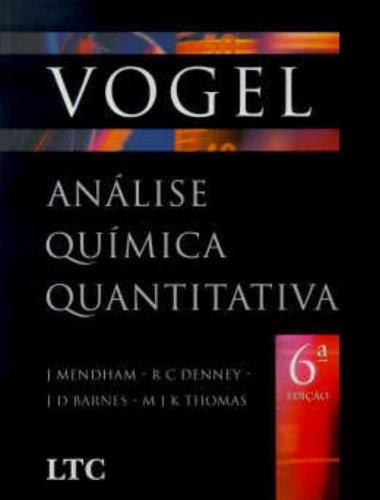 VOGEL
ANÁLISE
QUÍMICA
QUANTITATIVA
J MENDHAM - R C DENNEY -
J D BARNES - M J K THOMAS
6ª
EDIÇÃO
LTC